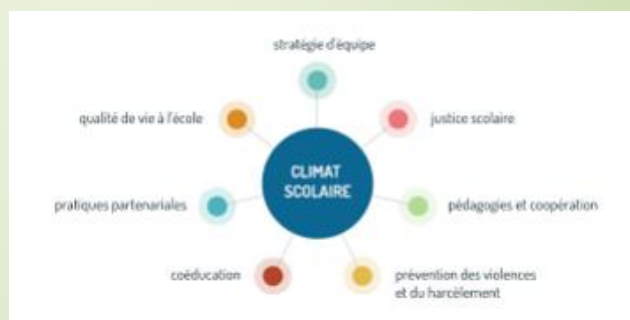 stratégie d'équipe
qualité de vie à l'école
justice scolaire
CLIMAT
SCOLAIRE
pratiques partenariales
pédagogies et coopération
coéducation
prévention des violences
et du harcèlement